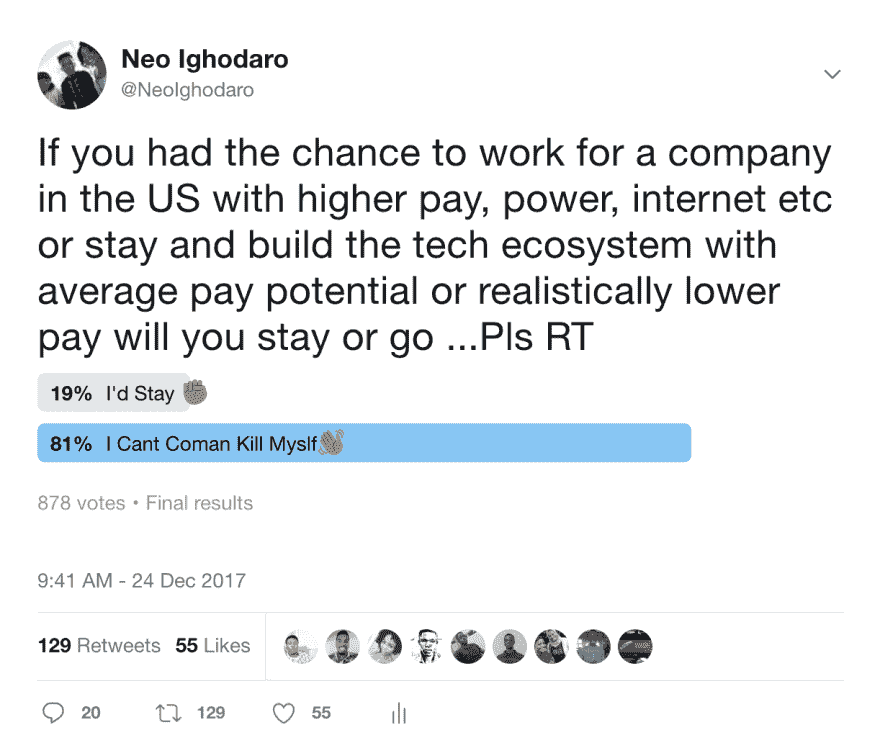 Neo Ighodaro
@NeoIghodaro
If you had the chance to work for a company
in the US with higher pay, power, internet etc
or stay and build the tech ecosystem with
average pay potential or realistically lower
pay will you stay or go ...Pls RT
19% I'd Stay ✊🏿
81% I Cant Coman Kill Myslf👋🏿
878 votes • Final results
9:41 AM - 24 Dec 2017
129 Retweets 55 Likes
20 129 55